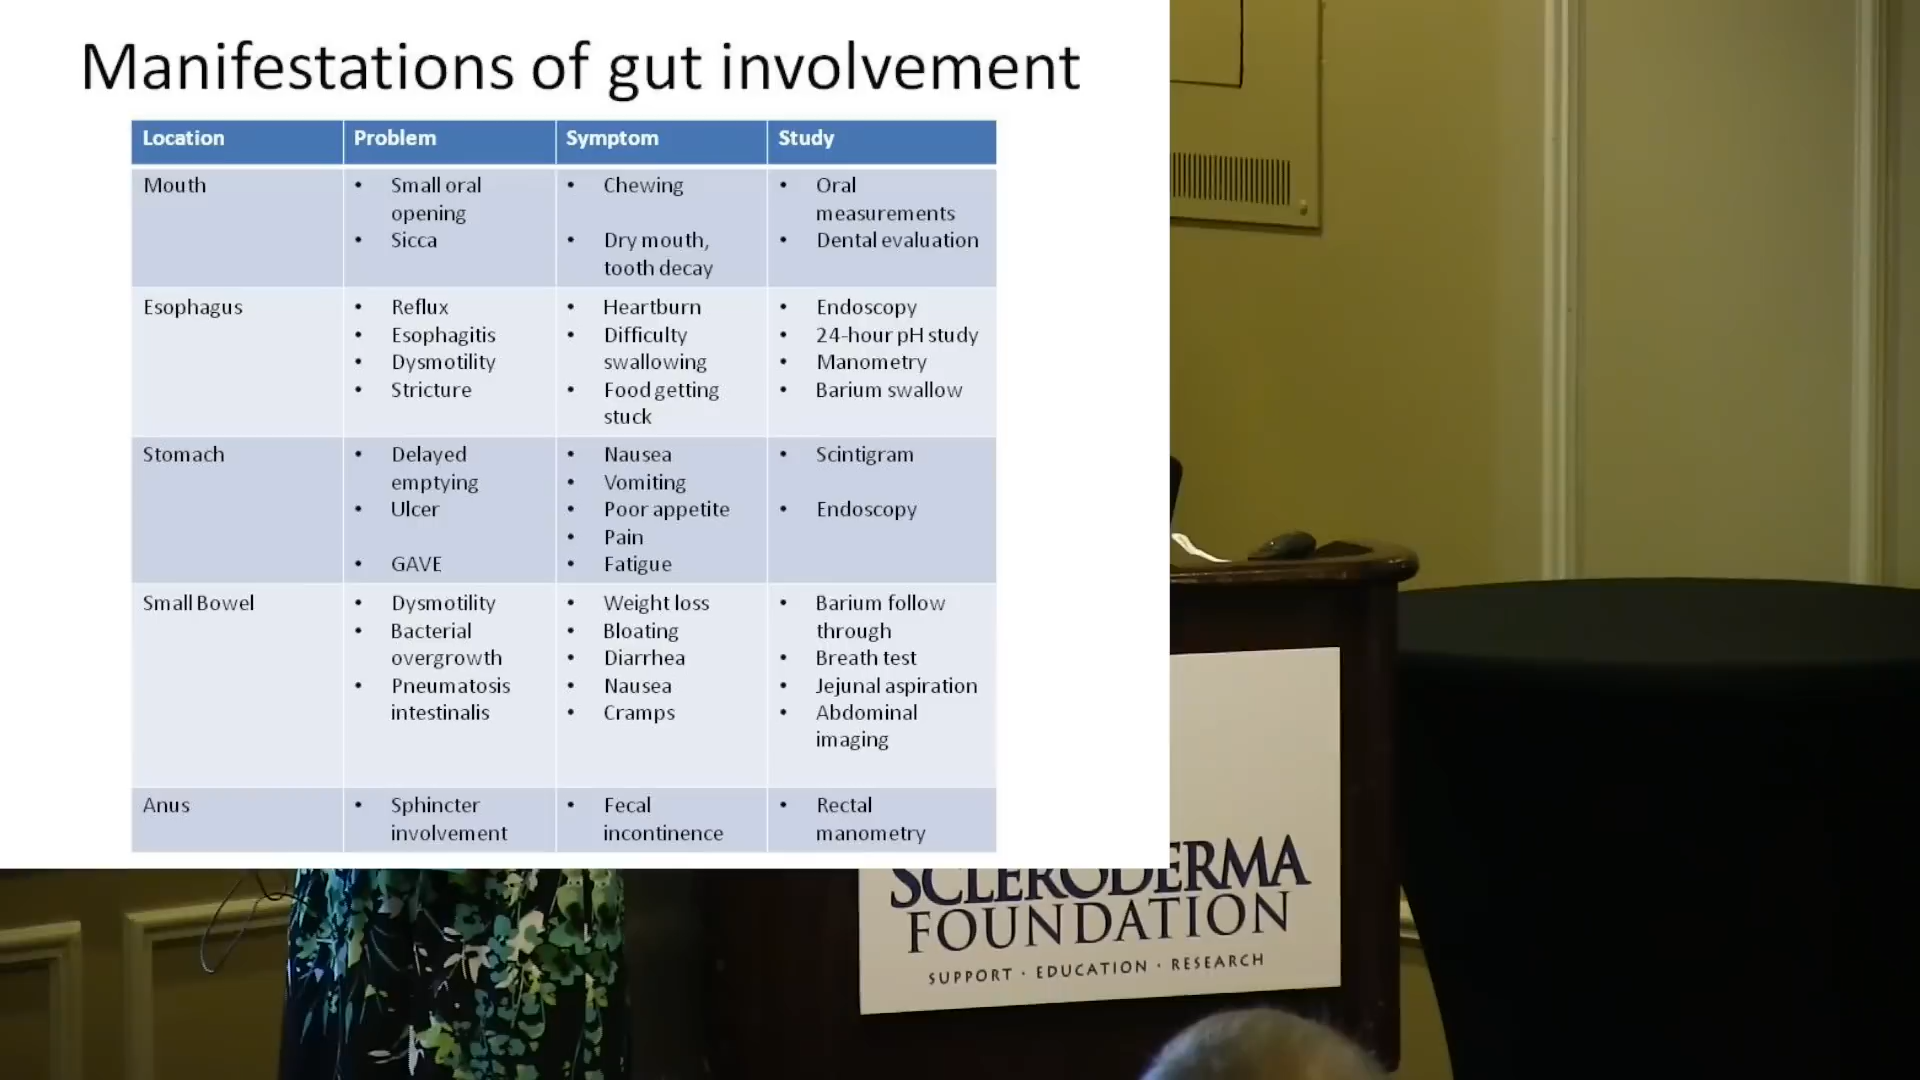 Manifestations of gut involvement
Location Problem Symptom Study
Mouth
• Small oral
opening
• Sicca
• Chewing
• Dry mouth,
tooth decay
• Oral
measurements
• Dental evaluation
Esophagus
• Reflux
• Esophagitis
• Dysmotility
• Stricture
• Heartburn
• Difficulty
swallowing
• Food getting
stuck
• Endoscopy
• 24-hour pH study
• Manometry
• Barium swallow
Stomach
• Delayed
emptying
• Ulcer
• GAVE
• Nausea
• Vomiting
• Poor appetite
• Pain
• Fatigue
• Scintigram
• Endoscopy
Small Bowel
• Dysmotility
• Bacterial
overgrowth
• Pneumatosis
intestinalis
• Weight loss
• Bloating
• Diarrhea
• Nausea
• Cramps
• Barium follow
through
• Breath test
• Jejunal aspiration
• Abdominal
imaging
Anus
• Sphincter
involvement
• Fecal
incontinence
• Rectal
manometry
SCLERODERMA
FOUNDATION
SUPPORT · EDUCATION · RESEARCH